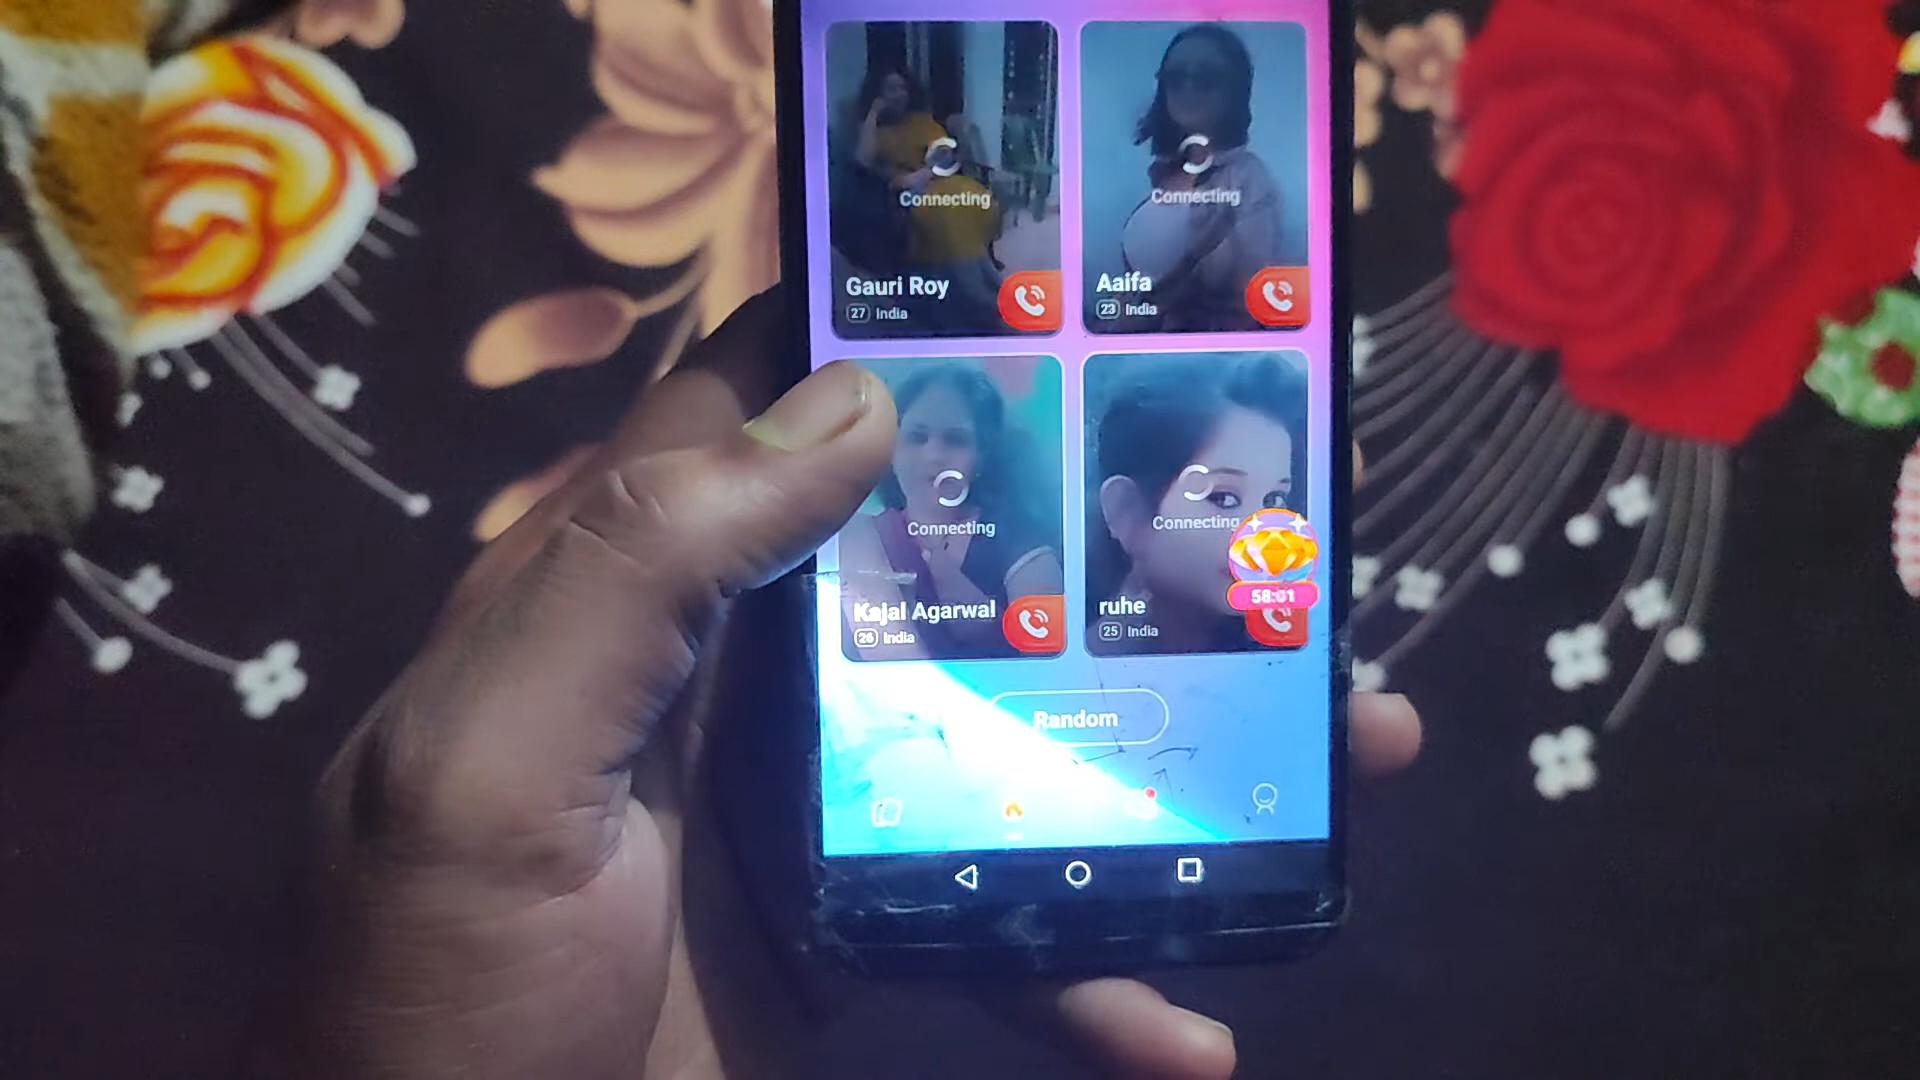 Connecting
Gauri Roy
27 India
Connecting
Aaifa
23 India
Connecting
Kajal Agarwal
26 India
Connecting
ruhe
25 India
58:01
Random